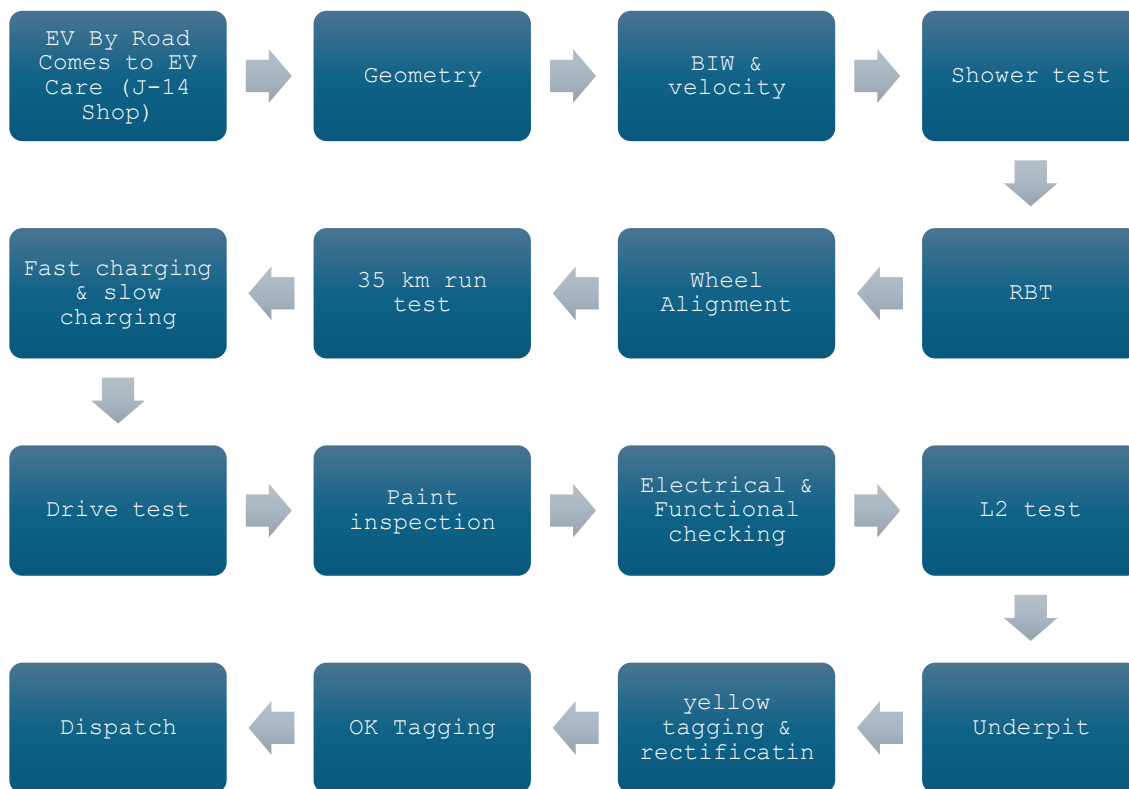 EV By Road
Comes to EV
Care (J-14
Shop)
Geometry
BIW &
velocity
Shower test
RBT
Wheel
Alignment
35 km run
test
Fast charging
& slow
charging
Drive test
Paint
inspection
Electrical &
Functional
checking
L2 test
Underpit
yellow
tagging &
rectificatin
OK Tagging
Dispatch